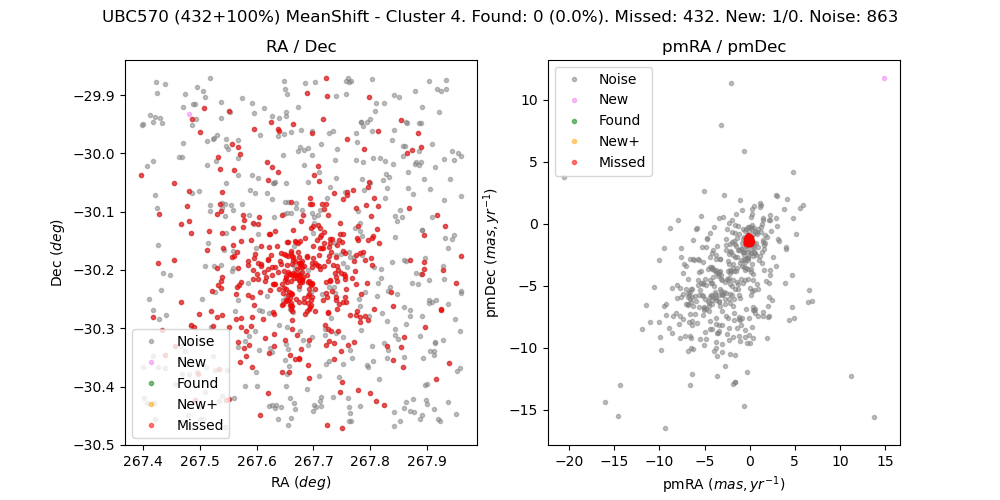 UBC570 (432+100%) MeanShift - Cluster 4. Found: 0 (0.0%). Missed: 432. New: 1/0. Noise: 863
RA / Dec
−29.9
−30.0
−30.1
−30.2
−30.3
−30.4
−30.5
Dec (deg)
267.4 267.5 267.6 267.7 267.8 267.9
RA (deg)
Noise
New
Found
New+
Missed
pmRA / pmDec
10
5
0
−5
−10
−15
pmDec (mas, yr⁻¹)
−20 −15 −10 −5 0 5 10 15
pmRA (mas, yr⁻¹)
Noise
New
Found
New+
Missed